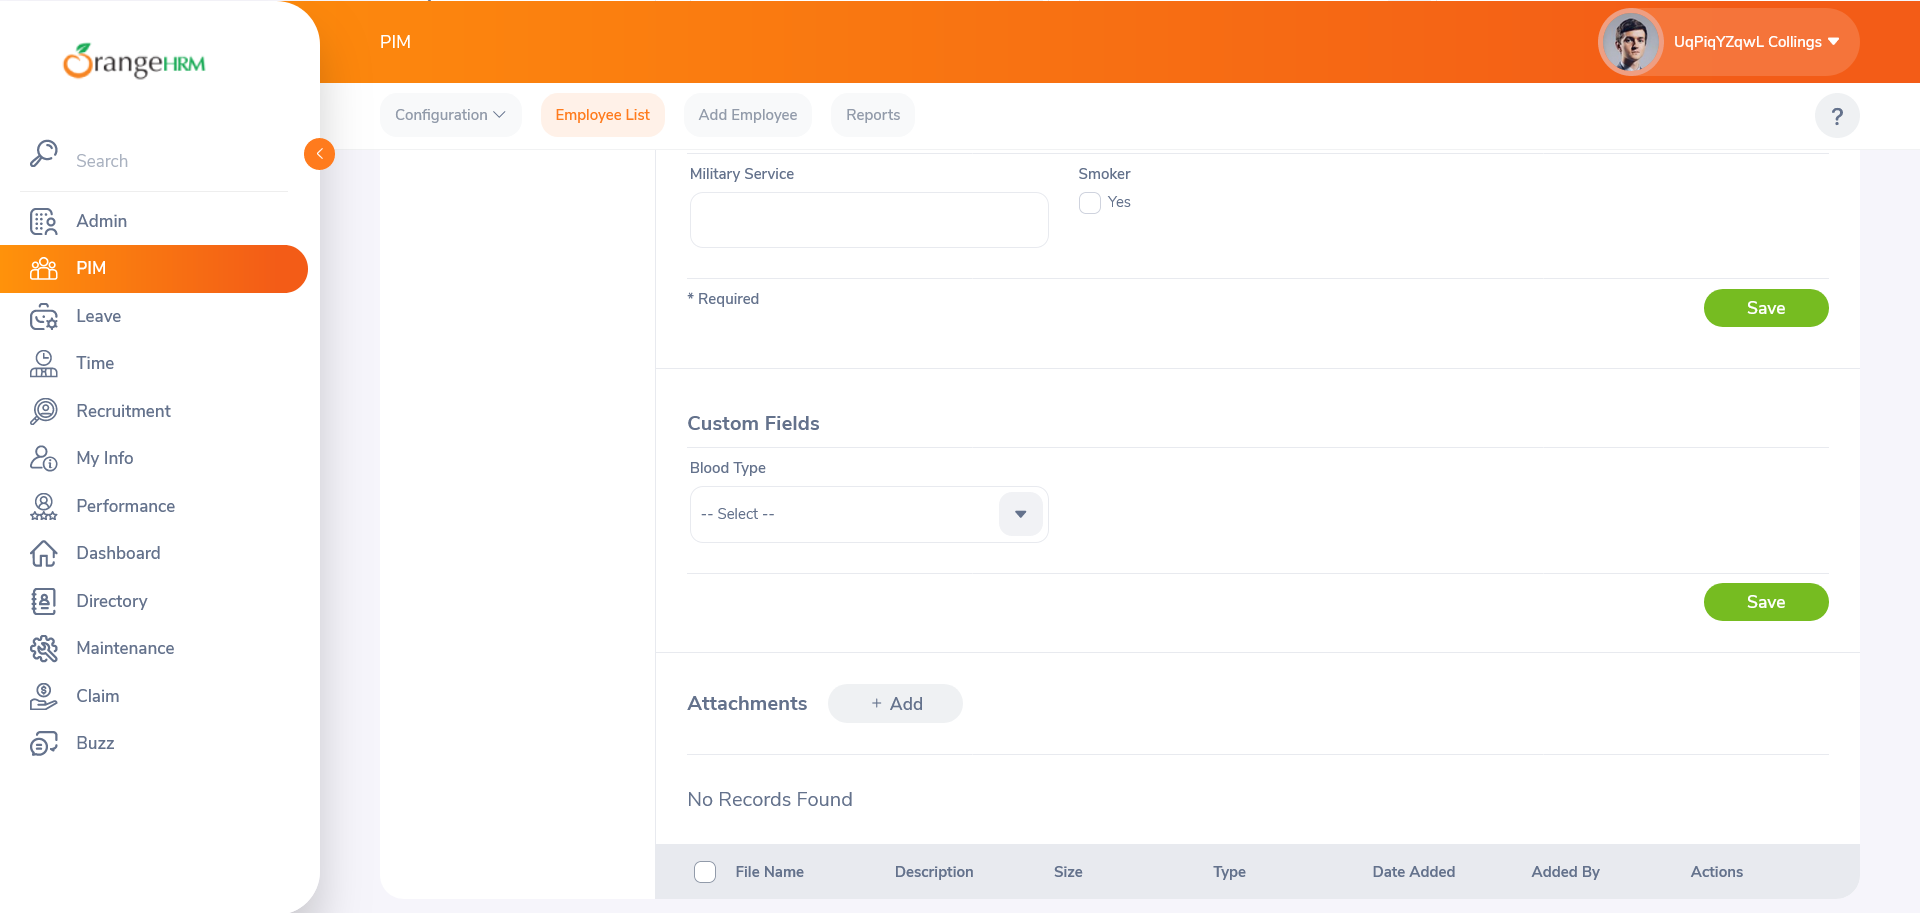 OrangeHRM
PIM
UqPiqYZqwL Collings
Configuration
Employee List
Add Employee
Reports
?
Search
Admin
PIM
Leave
Time
Recruitment
My Info
Performance
Dashboard
Directory
Maintenance
Claim
Buzz
Military Service
Smoker
Yes
* Required
Save
Custom Fields
Blood Type
-- Select --
Save
Attachments
+ Add
No Records Found
File Name Description Size Type Date Added Added By Actions